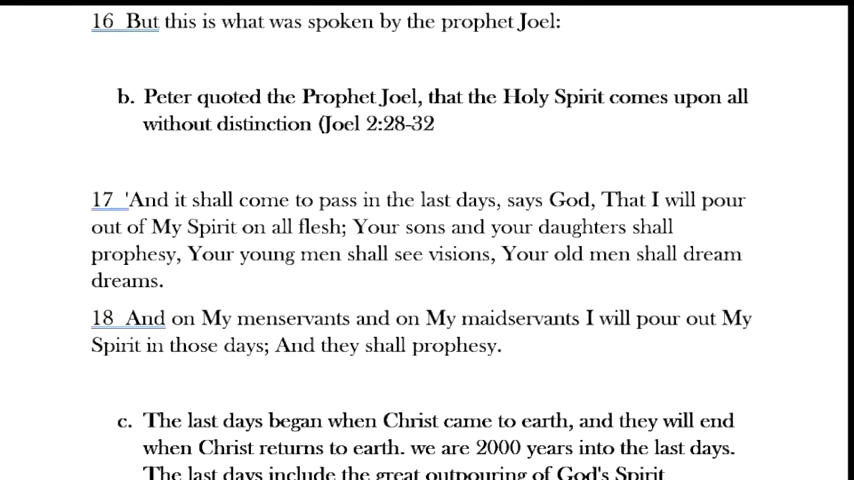 16 But this is what was spoken by the prophet Joel:
b. Peter quoted the Prophet Joel, that the Holy Spirit comes upon all
without distinction (Joel 2:28-32
17 'And it shall come to pass in the last days, says God, That I will pour
out of My Spirit on all flesh; Your sons and your daughters shall
prophesy, Your young men shall see visions, Your old men shall dream
dreams.
18 And on My menservants and on My maidservants I will pour out My
Spirit in those days; And they shall prophesy.
c. The last days began when Christ came to earth, and they will end
when Christ returns to earth. we are 2000 years into the last days.
The last days include the great outpouring of God's Spirit